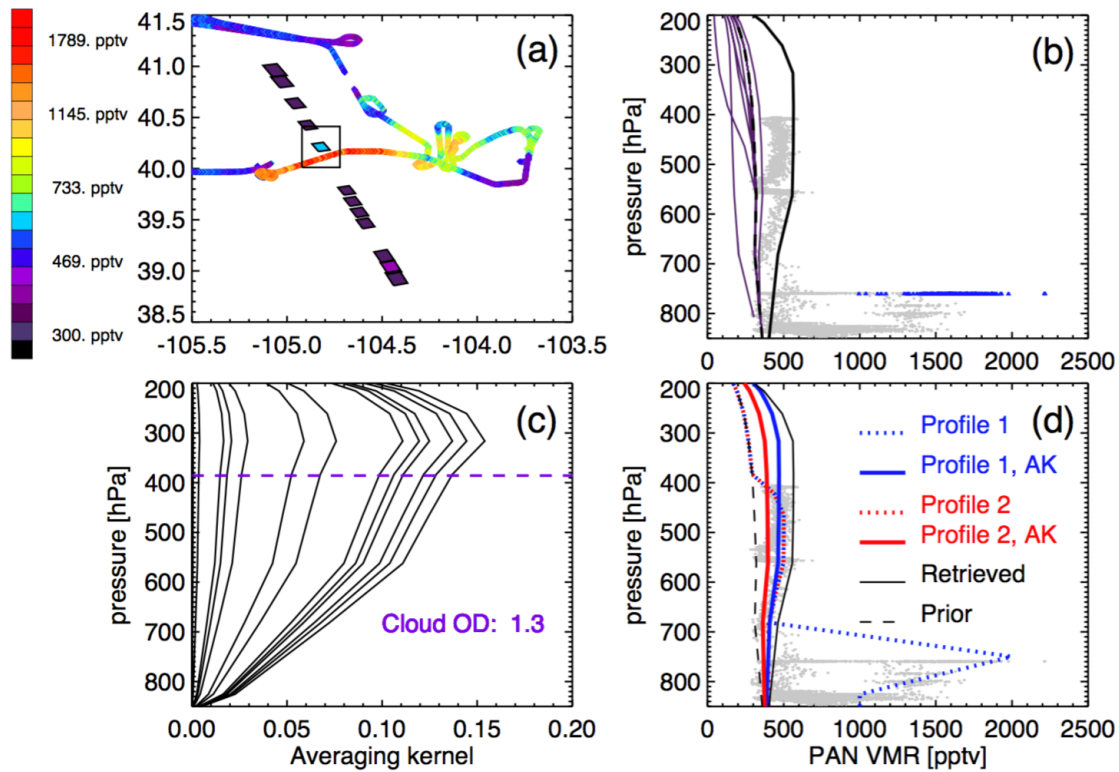 1789. pptv
1145. pptv
733. pptv
469. pptv
300. pptv
(a)
41.5
41.0
40.5
40.0
39.5
39.0
38.5
-105.5 -105.0 -104.5 -104.0 -103.5
(b)
pressure [hPa]
200
300
400
500
600
700
800
0 500 1000 1500 2000 2500
(c)
pressure [hPa]
200
300
400
500
600
700
800
Cloud OD: 1.3
0.00 0.05 0.10 0.15 0.20
Averaging kernel
(d)
pressure [hPa]
200
300
400
500
600
700
800
Profile 1
Profile 1, AK
Profile 2
Profile 2, AK
Retrieved
Prior
0 500 1000 1500 2000 2500
PAN VMR [pptv]